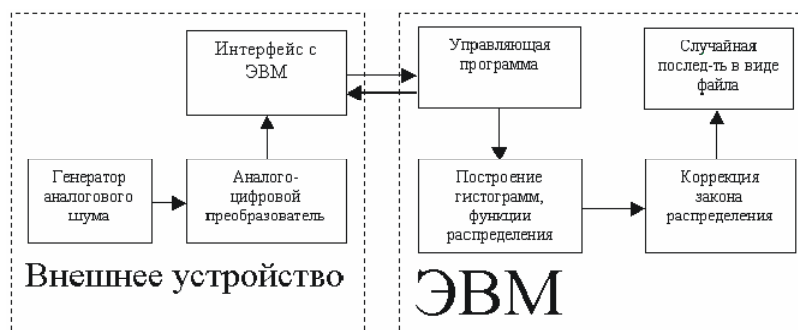 Интерфейс с
ЭВМ
Управляющая
программа
Случайная
послед-ть в виде
файла
Генератор
аналогового
шума
Аналого-
цифровой
преобразователь
Построение
гистограмм,
функции
распределения
Коррекция
закона
распределения
Внешнее устройство
ЭВМ